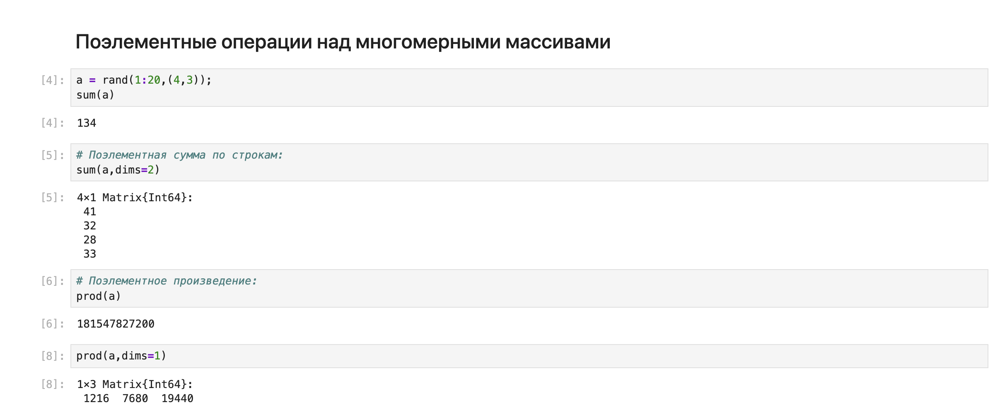 Поэлементные операции над многомерными массивами
[4]: a = rand(1:20,(4,3));
sum(a)
[4]: 134
[5]: # Поэлементная сумма по строкам:
sum(a,dims=2)
[5]: 4×1 Matrix{Int64}:
41
32
28
33
[6]: # Поэлементное произведение:
prod(a)
[6]: 181547827200
[8]: prod(a,dims=1)
[8]: 1×3 Matrix{Int64}:
1216 7680 19440